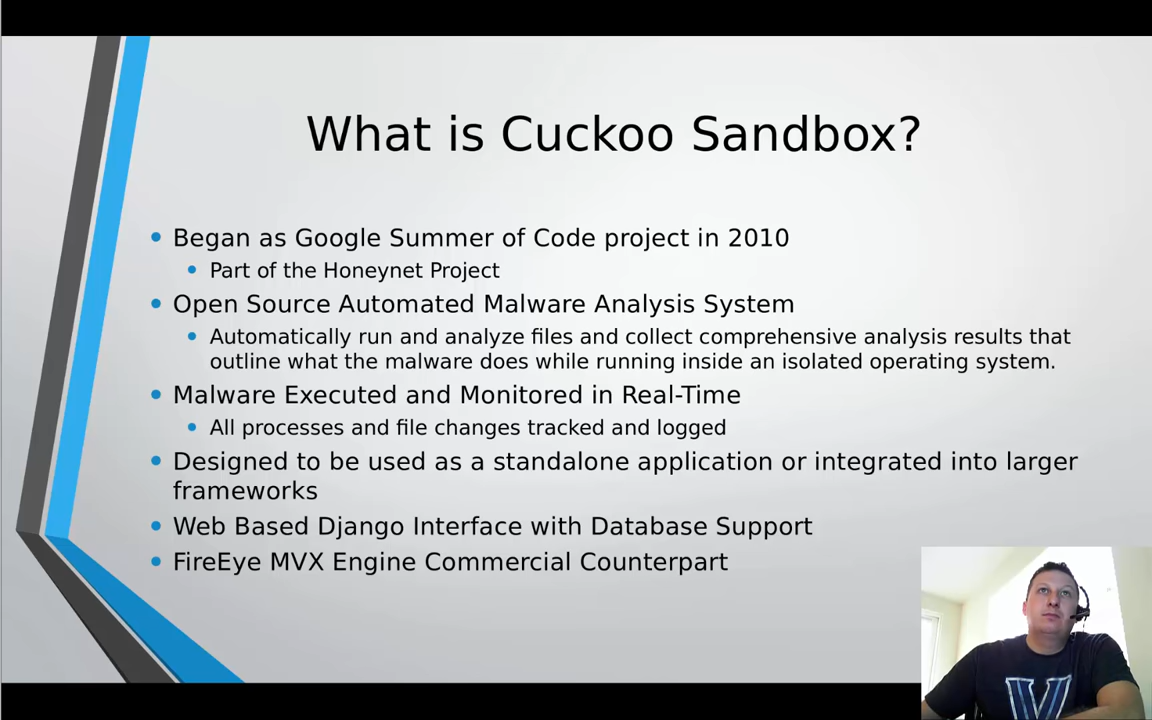 What is Cuckoo Sandbox?
Began as Google Summer of Code project in 2010
Part of the Honeynet Project
Open Source Automated Malware Analysis System
Automatically run and analyze files and collect comprehensive analysis results that
outline what the malware does while running inside an isolated operating system.
Malware Executed and Monitored in Real-Time
All processes and file changes tracked and logged
Designed to be used as a standalone application or integrated into larger
frameworks
Web Based Django Interface with Database Support
FireEye MVX Engine Commercial Counterpart
V